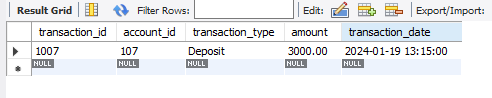 Result Grid Filter Rows: Edit: Export/Import:
transaction_id account_id transaction_type amount transaction_date
1007 107 Deposit 3000.00 2024-01-19 13:15:00
NULL NULL NULL NULL NULL